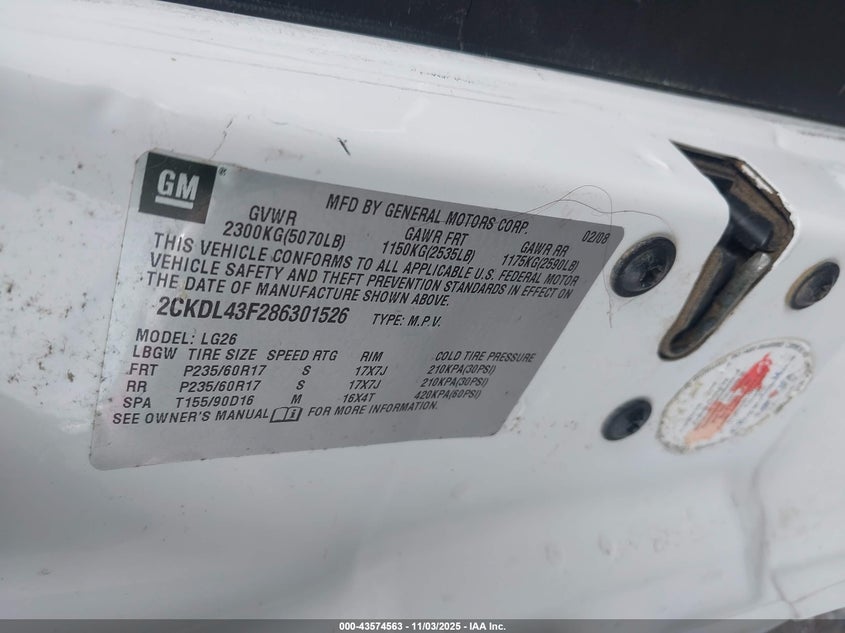 GM®
MFD BY GENERAL MOTORS CORP. 02/08
GVWR GAWR FRT GAWR RR
2300KG(5070LB) 1150KG(2535LB) 1175KG(2590LB)
THIS VEHICLE CONFORMS TO ALL APPLICABLE U.S. FEDERAL MOTOR
VEHICLE SAFETY AND THEFT PREVENTION STANDARDS IN EFFECT ON
THE DATE OF MANUFACTURE SHOWN ABOVE.
2CKDL43F286301526 TYPE: M.P.V.
MODEL: LG26
LBGW TIRE SIZE SPEED RTG RIM COLD TIRE PRESSURE
FRT P235/60R17 S 17X7J 210KPA(30PSI)
RR P235/60R17 S 17X7J 210KPA(30PSI)
SPA T155/90D16 M 16X4T 420KPA(60PSI)
SEE OWNER'S MANUAL FOR MORE INFORMATION.
000-43574563 - 11/03/2025 - IAA Inc.